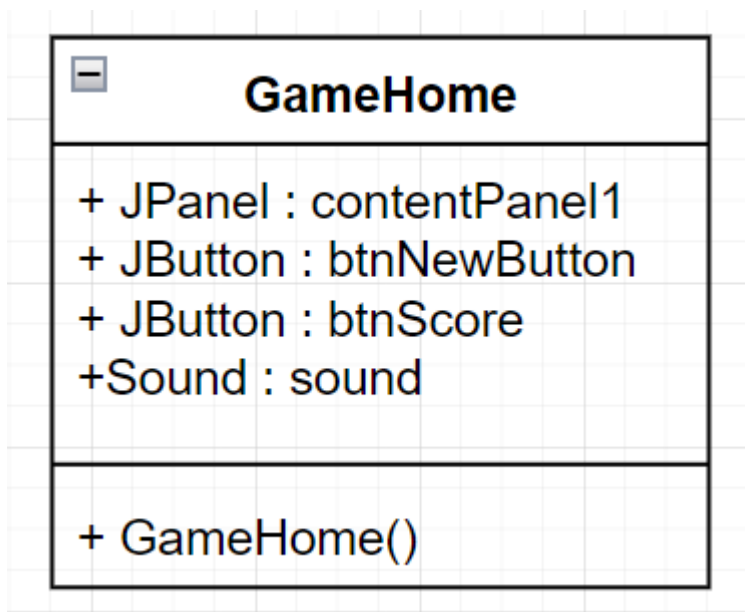 GameHome
+ JPanel : contentPanel1
+ JButton : btnNewButton
+ JButton : btnScore
+Sound : sound
+ GameHome()